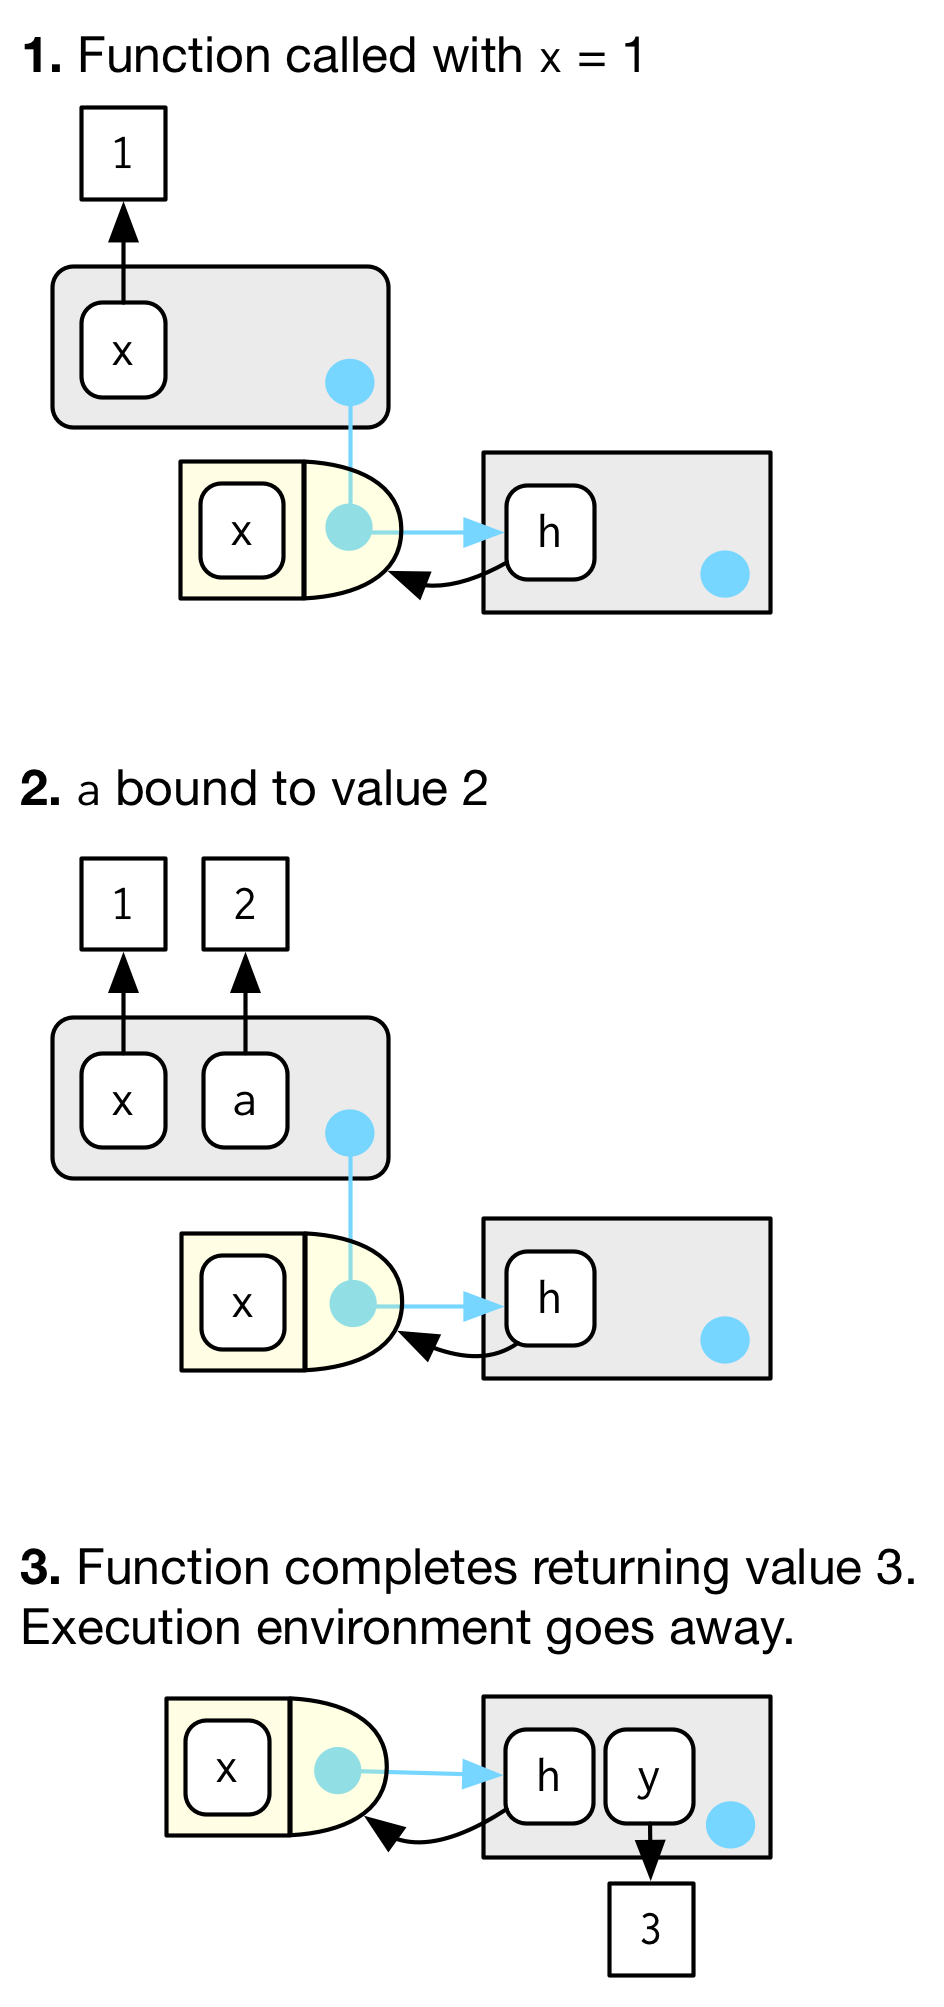 1. Function called with x = 1
1
x
x
h
2. a bound to value 2
1 2
x a
x
h
3. Function completes returning value 3.
Execution environment goes away.
x
h y
3